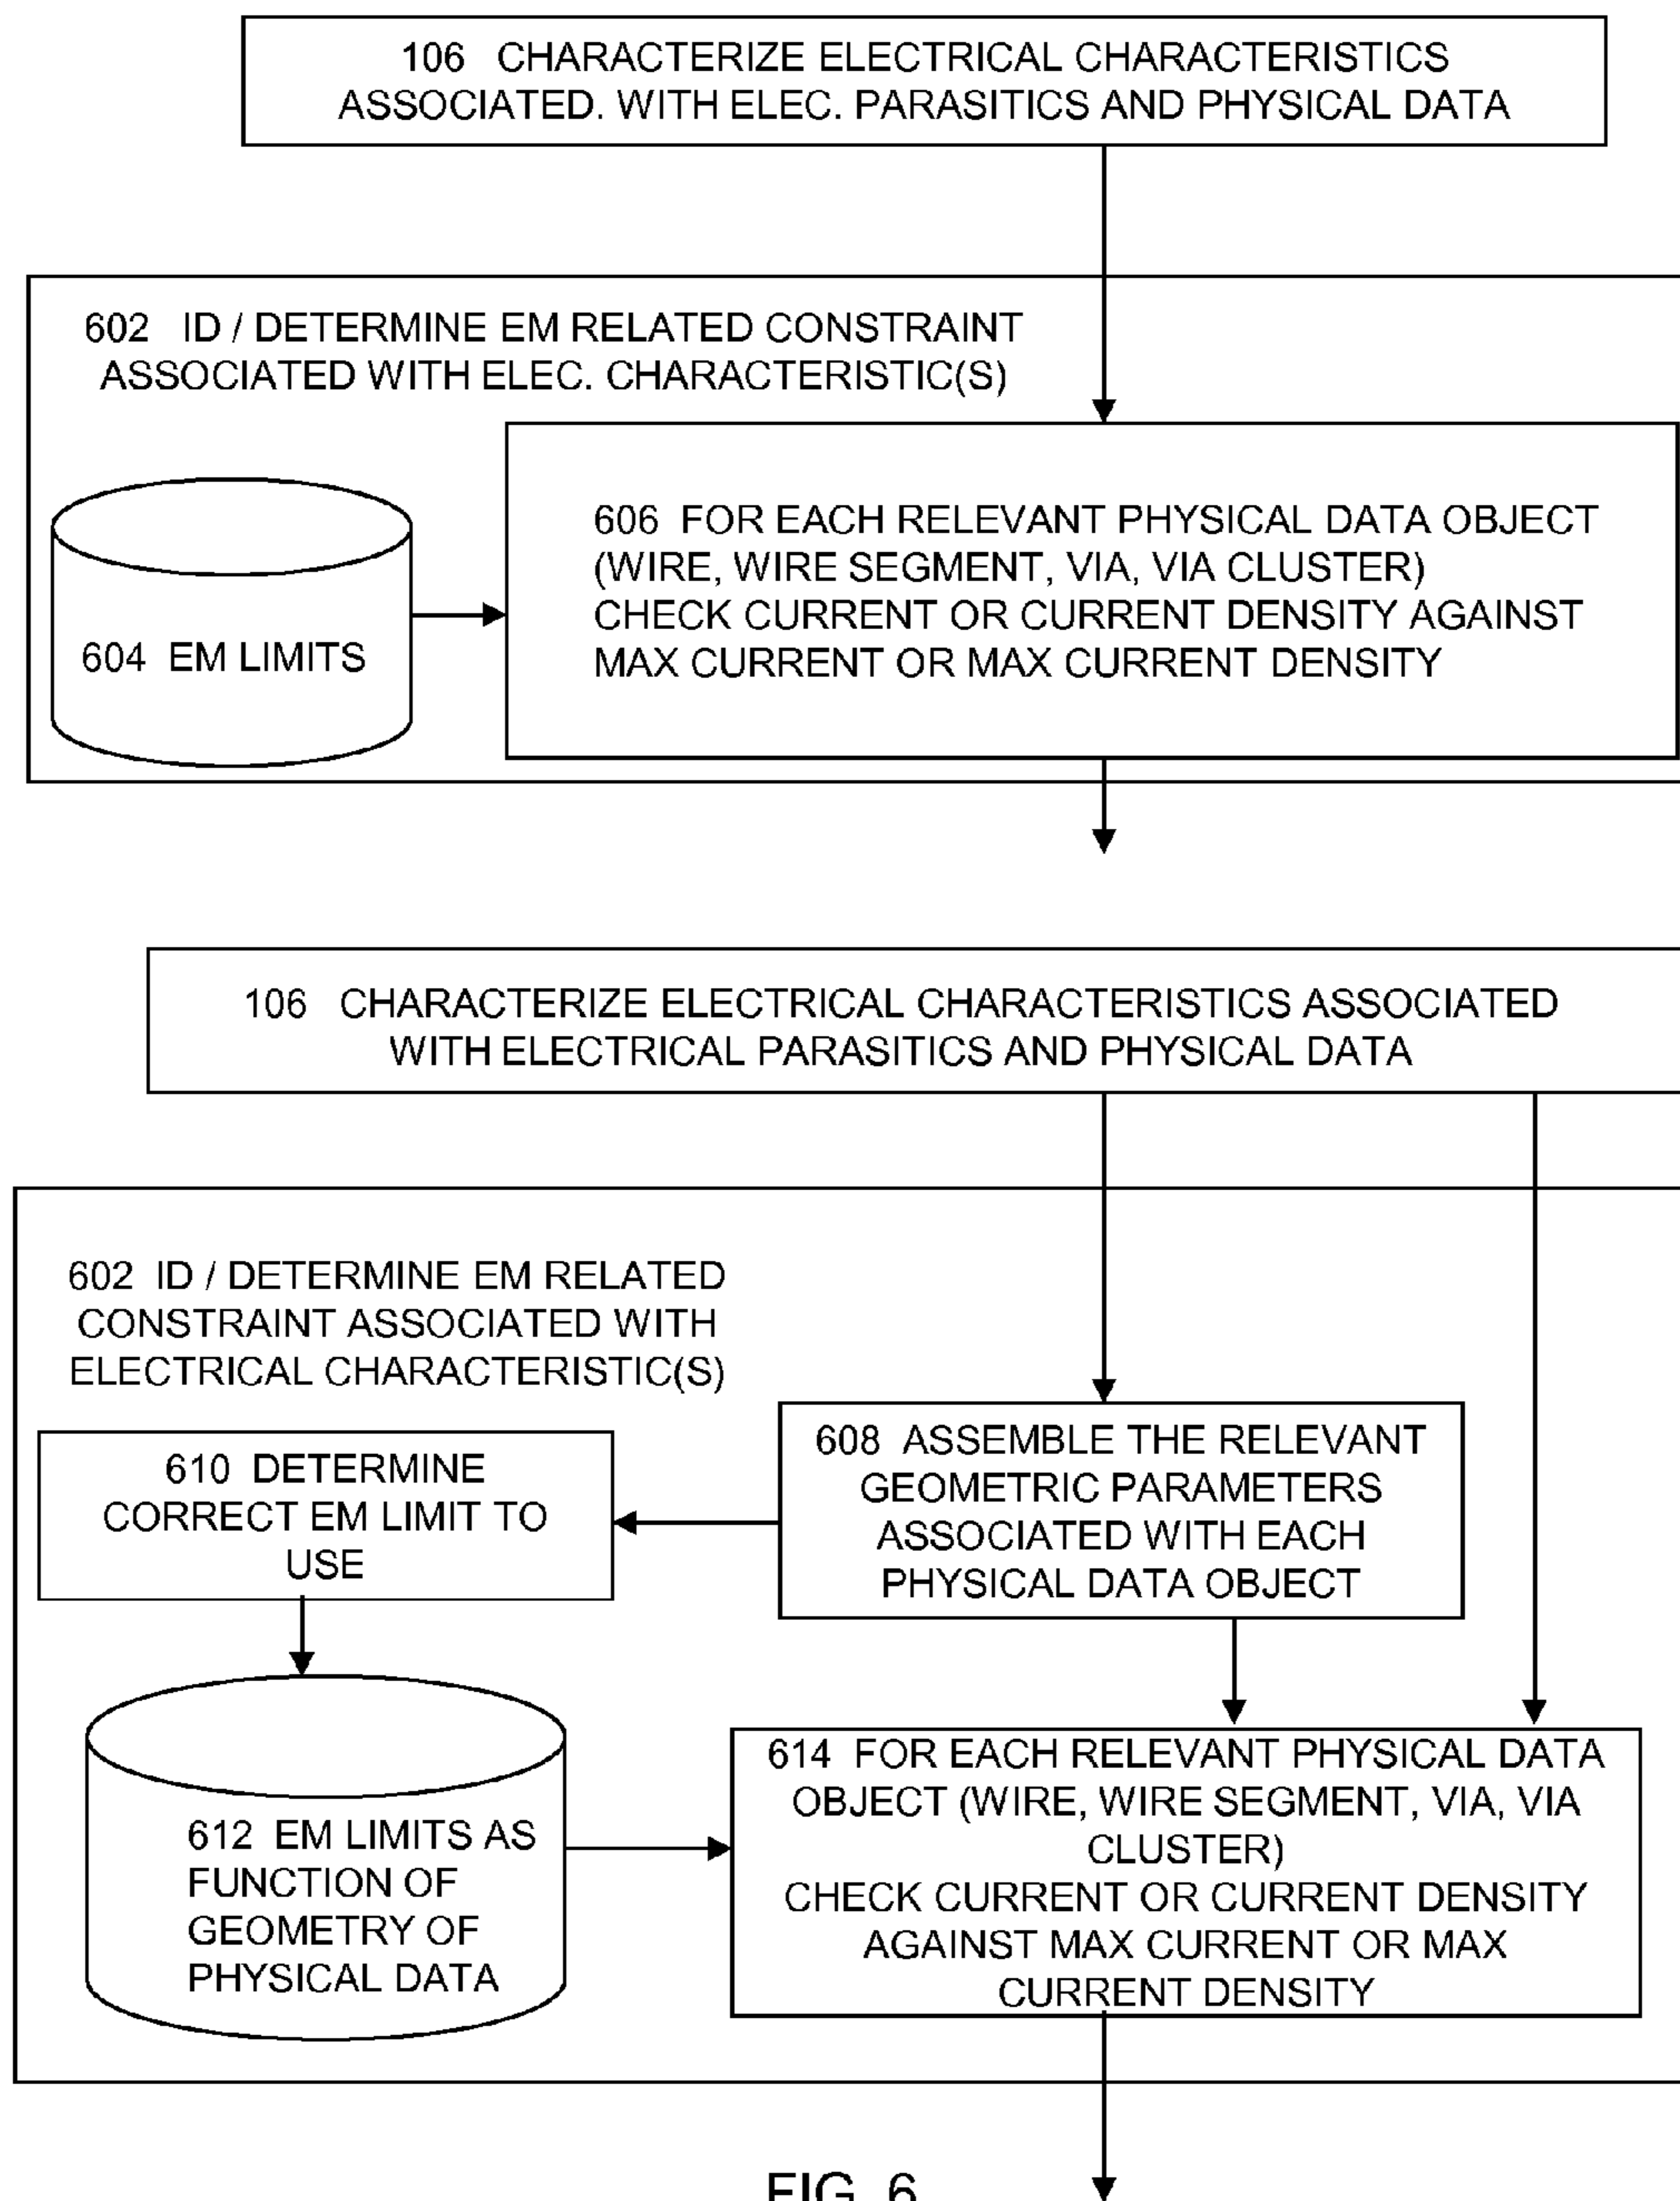 106 CHARACTERIZE ELECTRICAL CHARACTERISTICS
ASSOCIATED. WITH ELEC. PARASITICS AND PHYSICAL DATA
602 ID / DETERMINE EM RELATED CONSTRAINT
ASSOCIATED WITH ELEC. CHARACTERISTIC(S)
604 EM LIMITS
606 FOR EACH RELEVANT PHYSICAL DATA OBJECT
(WIRE, WIRE SEGMENT, VIA, VIA CLUSTER)
CHECK CURRENT OR CURRENT DENSITY AGAINST
MAX CURRENT OR MAX CURRENT DENSITY
106 CHARACTERIZE ELECTRICAL CHARACTERISTICS ASSOCIATED
WITH ELECTRICAL PARASITICS AND PHYSICAL DATA
602 ID / DETERMINE EM RELATED
CONSTRAINT ASSOCIATED WITH
ELECTRICAL CHARACTERISTIC(S)
608 ASSEMBLE THE RELEVANT
GEOMETRIC PARAMETERS
ASSOCIATED WITH EACH
PHYSICAL DATA OBJECT
610 DETERMINE
CORRECT EM LIMIT TO
USE
612 EM LIMITS AS
FUNCTION OF
GEOMETRY OF
PHYSICAL DATA
614 FOR EACH RELEVANT PHYSICAL DATA
OBJECT (WIRE, WIRE SEGMENT, VIA, VIA
CLUSTER)
CHECK CURRENT OR CURRENT DENSITY
AGAINST MAX CURRENT OR MAX
CURRENT DENSITY
FIG. 6